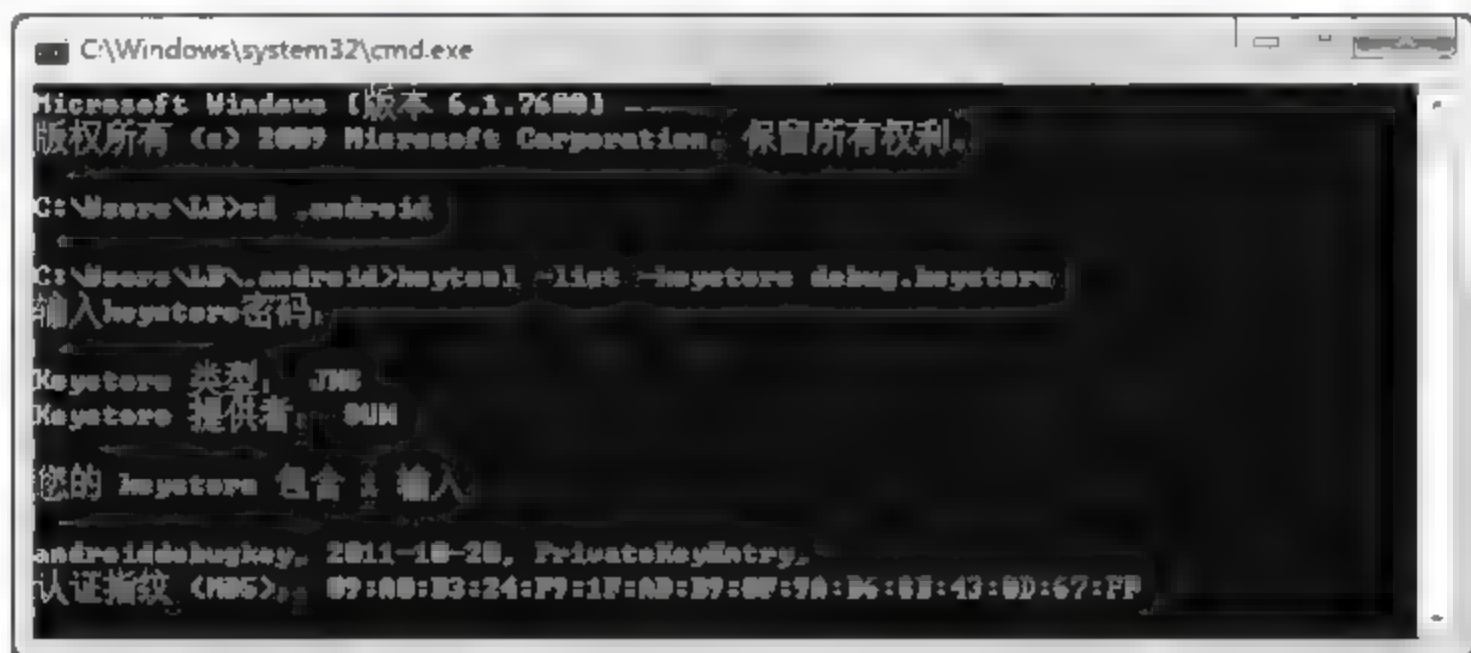 C:\Windows\system32\cmd.exe
Microsoft Windows [版本 6.1.7600]
版权所有 (c) 2009 Microsoft Corporation。保留所有权利。
C:\Users\LB>cd .android
C:\Users\LB\.android>keytool -list -keystore debug.keystore
输入keystore密码:
Keystore 类型: JKS
Keystore 提供者: SUN
您的 keystore 包含 1 输入
androiddebugkey, 2011-10-20, PrivateKeyEntry,
认证指纹 (MD5):